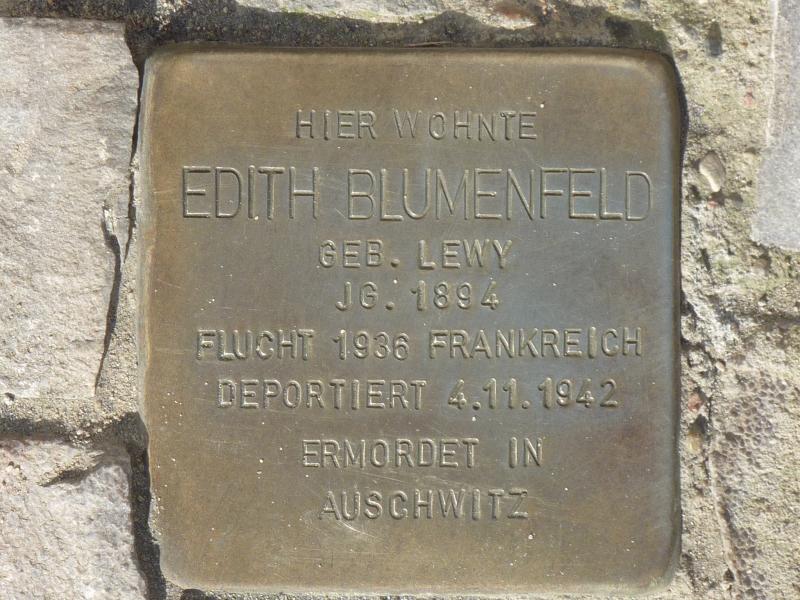 HIER WOHNTE
EDITH BLUMENFELD
GEB. LEWY
JG. 1894
FLUCHT 1936 FRANKREICH
DEPORTIERT 4.11.1942
ERMORDET IN
AUSCHWITZ